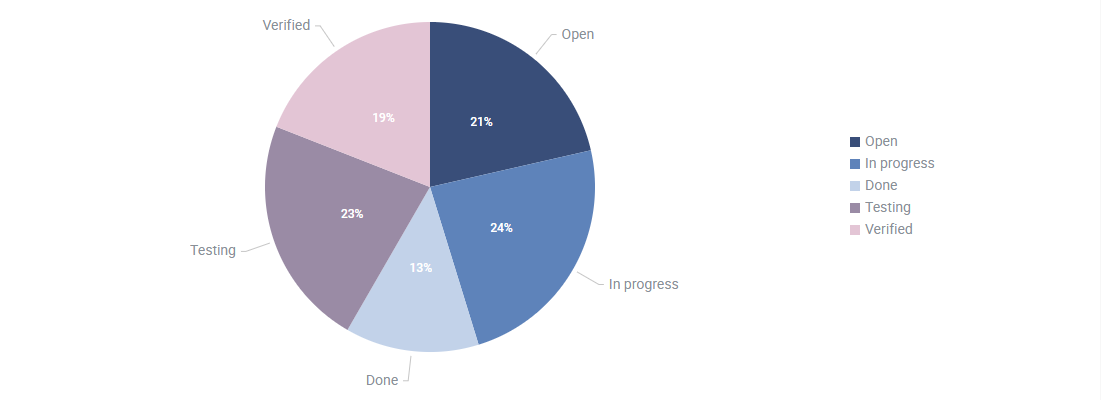 Verified
Open
19%
21%
23%
24%
13%
Testing
In progress
Done
Open
In progress
Done
Testing
Verified